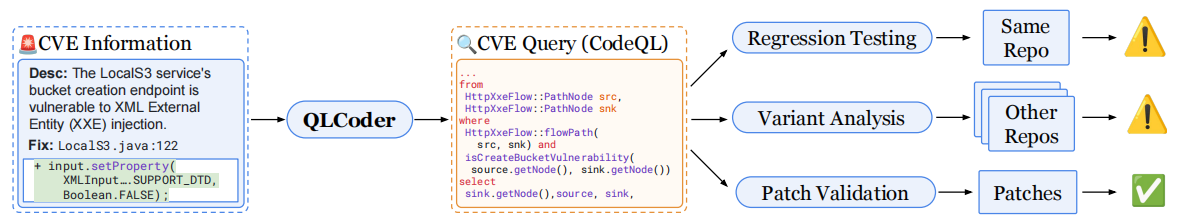 CVE Information
Desc: The LocalS3 service's
bucket creation endpoint is
vulnerable to XML External
Entity (XXE) injection.
Fix: LocalS3.java:122
+ input.setProperty(
XMLInput….SUPPORT_DTD,
Boolean.FALSE);
QLCoder
CVE Query (CodeQL)
...
from
HttpXxeFlow::PathNode src,
HttpXxeFlow::PathNode snk
where
HttpXxeFlow::flowPath(
src, snk) and
isCreateBucketVulnerability(
source.getNode(), sink.getNode())
select
sink.getNode(),source, sink,
Regression Testing
Same
Repo
Variant Analysis
Other
Repos
Patch Validation
Patches